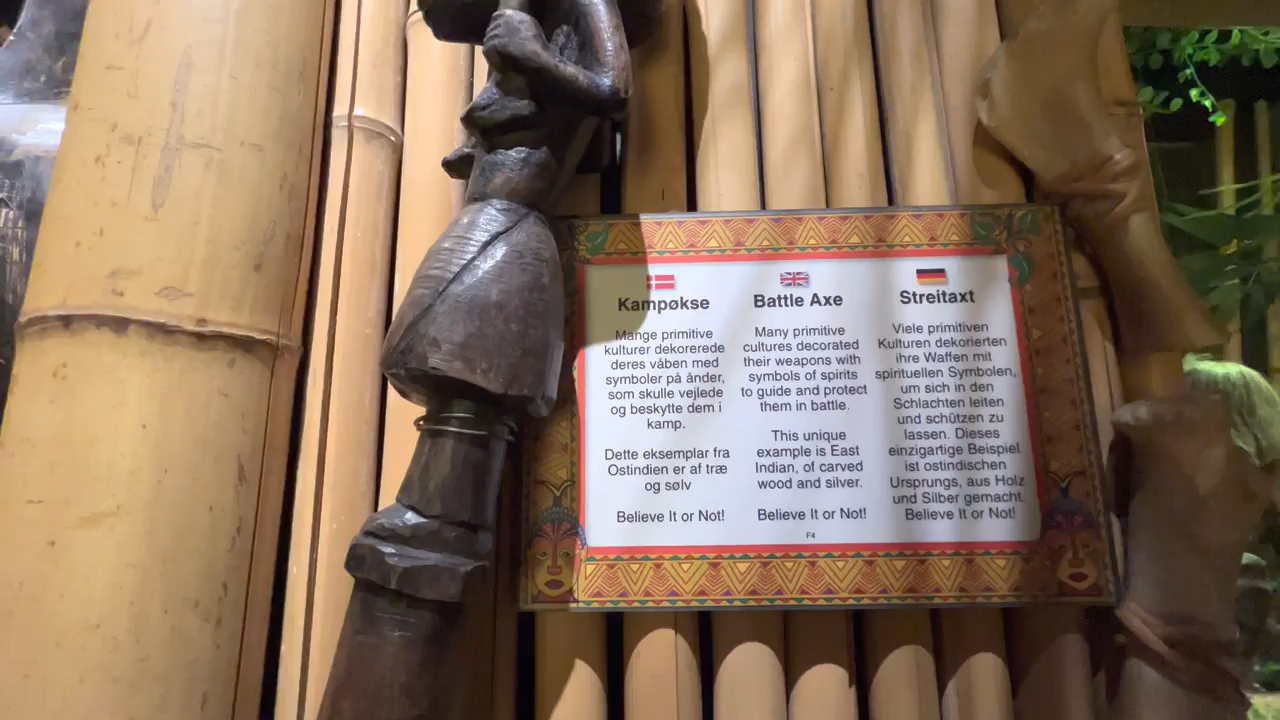 Kampøkse
Mange primitive
kulturer dekorerede
deres våben med
symboler på ånder,
som skulle vejlede
og beskytte dem i
kamp.
Dette eksemplar fra
Ostindien er af træ
og sølv
Believe It or Not!
Battle Axe
Many primitive
cultures decorated
their weapons with
symbols of spirits
to guide and protect
them in battle.
This unique
example is East
Indian, of carved
wood and silver.
Believe It or Not!
F4
Streitaxt
Viele primitiven
Kulturen dekorierten
ihre Waffen mit
spirituellen Symbolen,
um sich in den
Schlachten leiten
und schützen zu
lassen. Dieses
einzigartige Beispiel
ist ostindischen
Ursprungs, aus Holz
und Silber gemacht.
Believe It or Not!